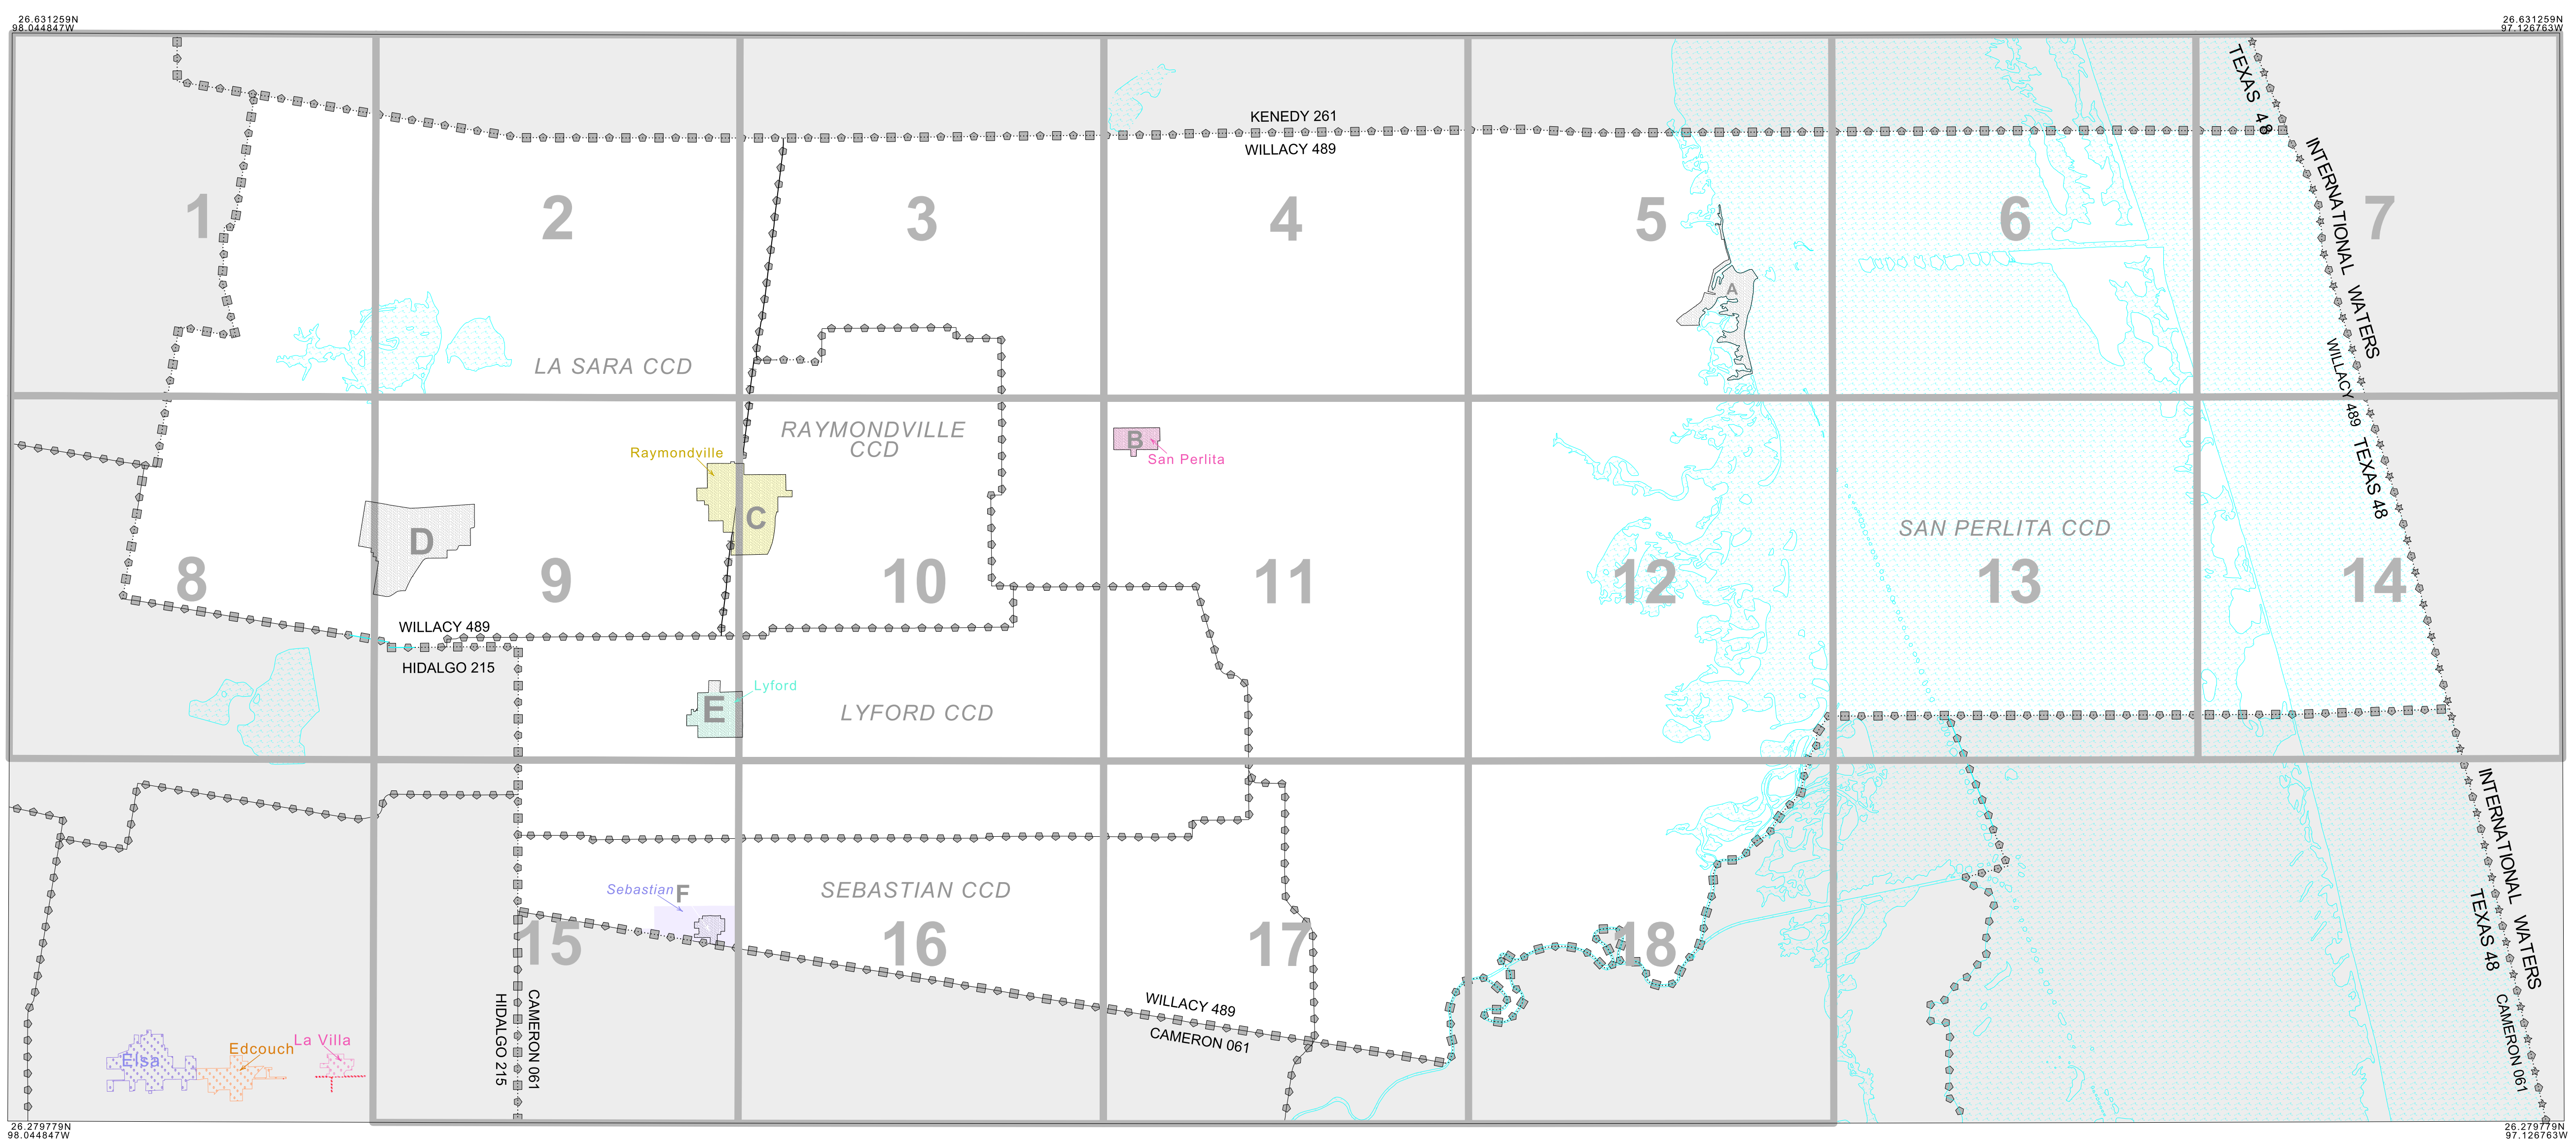 26.631259N
98.044847W
26.631259N
97.126763W
TEXAS 48
KENEDY 261
WILLACY 489
INTERNATIONAL WATERS
1
2
3
4
5
6
7
A
LA SARA CCD
WILLACY 489
TEXAS 48
RAYMONDVILLE
CCD
B
San Perlita
Raymondville
C
D
SAN PERLITA CCD
8
9
10
11
12
13
14
WILLACY 489
HIDALGO 215
Lyford
E
LYFORD CCD
INTERNATIONAL WATERS
TEXAS 48
CAMERON 061
Sebastian
F
SEBASTIAN CCD
15
16
17
18
HIDALGO 215
CAMERON 061
WILLACY 489
CAMERON 061
Elsa
Edcouch
La Villa
26.279779N
98.044847W
26.279779N
97.126763W